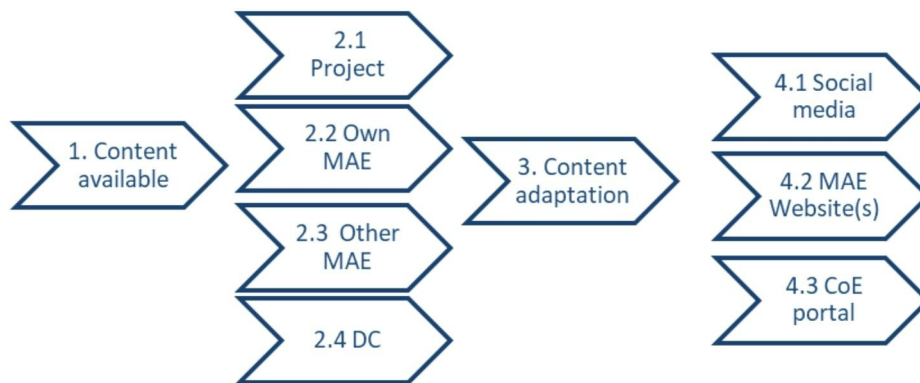 1. Content
available
2.1
Project
2.2 Own
MAE
2.3 Other
MAE
2.4 DC
3. Content
adaptation
4.1 Social
media
4.2 MAE
Website(s)
4.3 CoE
portal